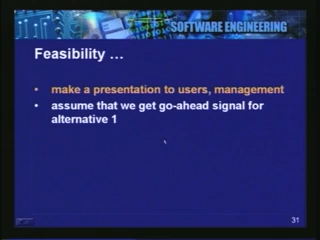 SOFTWARE ENGINEERING
Feasibility ...
• make a presentation to users, management
• assume that we get go-ahead signal for
alternative 1
31